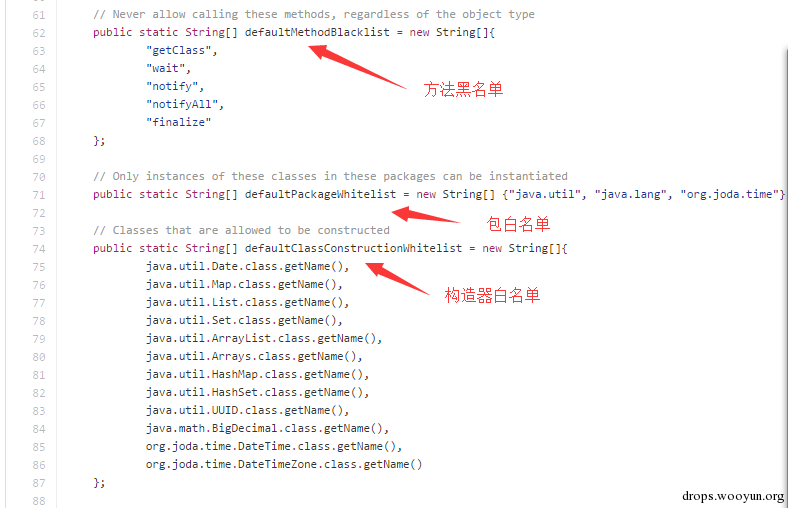 61 // Never allow calling these methods, regardless of the object type
62 public static String[] defaultMethodBlacklist = new String[]{
63 "getClass",
64 "wait",
65 "notify",
方法黑名单
66 "notifyAll",
67 "finalize"
68 };
69
70 // Only instances of these classes in these packages can be instantiated
71 public static String[] defaultPackageWhitelist = new String[] {"java.util", "java.lang", "org.joda.time"}
72
包白名单
73 // Classes that are allowed to be constructed
74 public static String[] defaultClassConstructionWhitelist = new String[]{
75 java.util.Date.class.getName(),
76 java.util.Map.class.getName(),
构造器白名单
77 java.util.List.class.getName(),
78 java.util.Set.class.getName(),
79 java.util.ArrayList.class.getName(),
80 java.util.Arrays.class.getName(),
81 java.util.HashMap.class.getName(),
82 java.util.HashSet.class.getName(),
83 java.util.UUID.class.getName(),
84 java.math.BigDecimal.class.getName(),
85 org.joda.time.DateTime.class.getName(),
86 org.joda.time.DateTimeZone.class.getName()
87 };
88
drops.wooyun.org